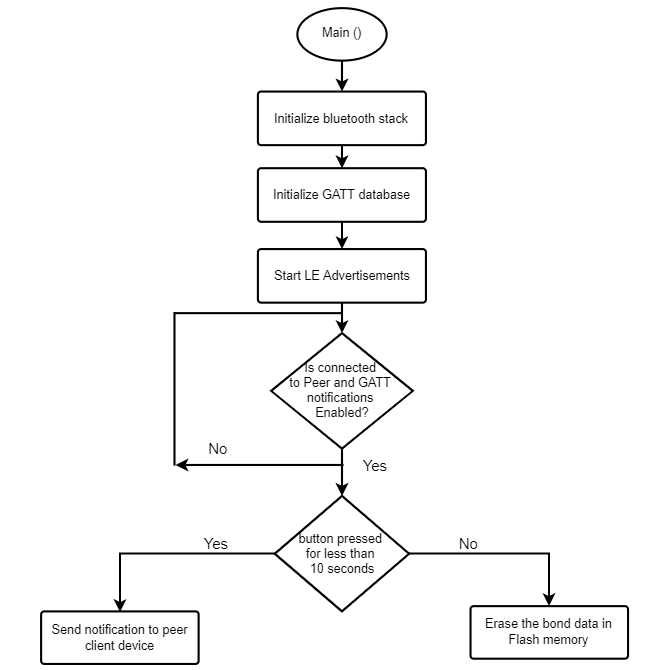 Main ()
Initialize bluetooth stack
Initialize GATT database
Start LE Advertisements
Is connected
to Peer and GATT
notifications
Enabled?
No
Yes
button pressed
for less than
10 seconds
Yes
No
Send notification to peer
client device
Erase the bond data in
Flash memory